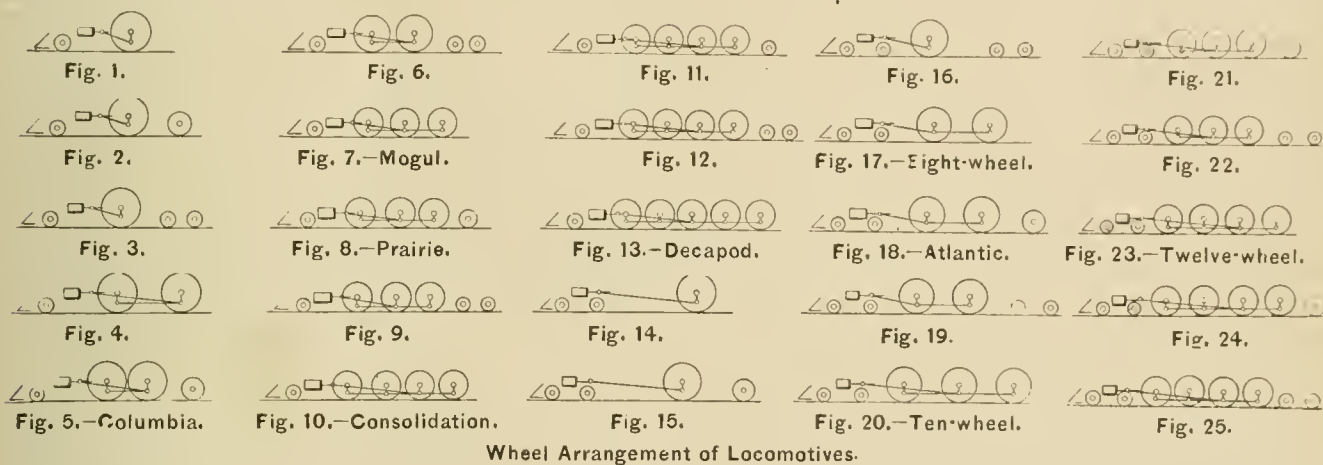 Fig. 1.
Fig. 6.
Fig. 11.
Fig. 16.
Fig. 21.
Fig. 2.
Fig. 7.—Mogul.
Fig. 12.
Fig. 17.—Eight-wheel.
Fig. 22.
Fig. 3.
Fig. 8.—Prairie.
Fig. 13.—Decapod.
Fig. 18.—Atlantic.
Fig. 23.—Twelve-wheel.
Fig. 4.
Fig. 9.
Fig. 14.
Fig. 19.
Fig. 24.
Fig. 5.—Columbia.
Fig. 10.—Consolidation.
Fig. 15.
Fig. 20.—Ten-wheel.
Fig. 25.
Wheel Arrangement of Locomotives.